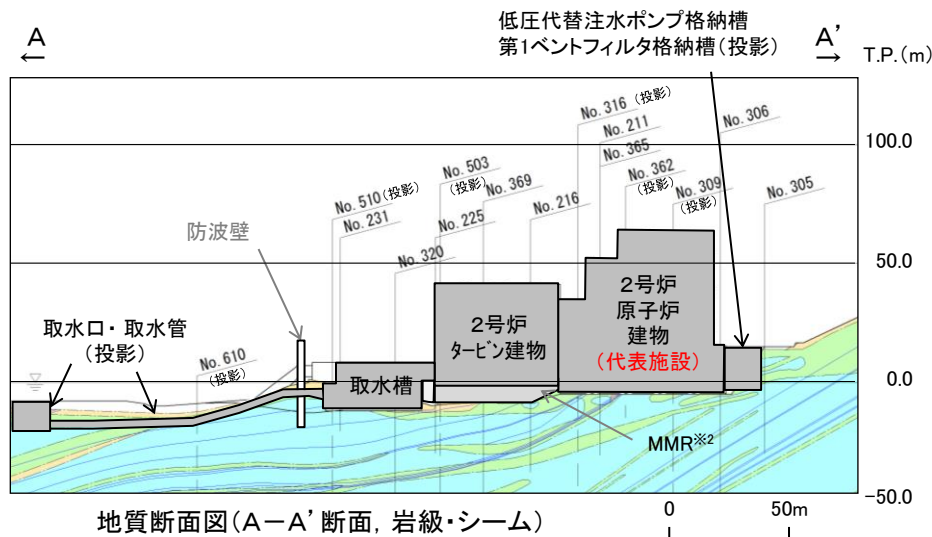 低圧代替注水ポンプ格納槽
第1ベントフィルタ格納槽(投影)
A
A'
T.P.(m)
No. 316 (投影)
No. 211
No. 306
100.0
No. 365
No. 503
(投影)
No. 362
(投影)
No. 510(投影)
No. 369
No. 309
(投影)
No. 305
No. 231
No. 225
No. 216
防波壁
No. 320
50.0
2号炉
原子炉
建物
(代表施設)
2号炉
タービン建物
取水口・取水管
(投影)
No. 610
(投影)
取水槽
0.0
MMR※2
-50.0
地質断面図(A-A'断面, 岩級・シーム)
0
50m